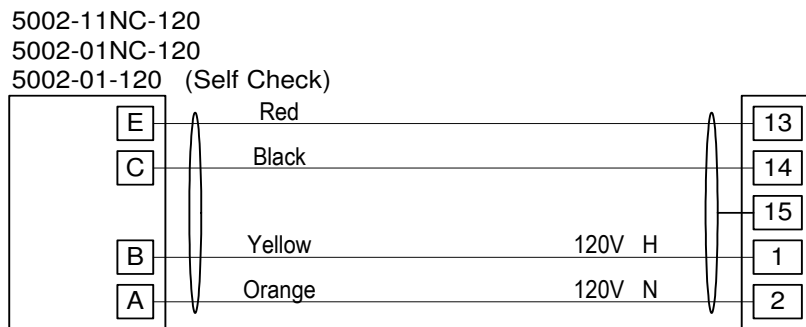 5002-11NC-120
5002-01NC-120
5002-01-120 (Self Check)
E Red 13
C Black 14
15
B Yellow 120V H 1
A Orange 120V N 2